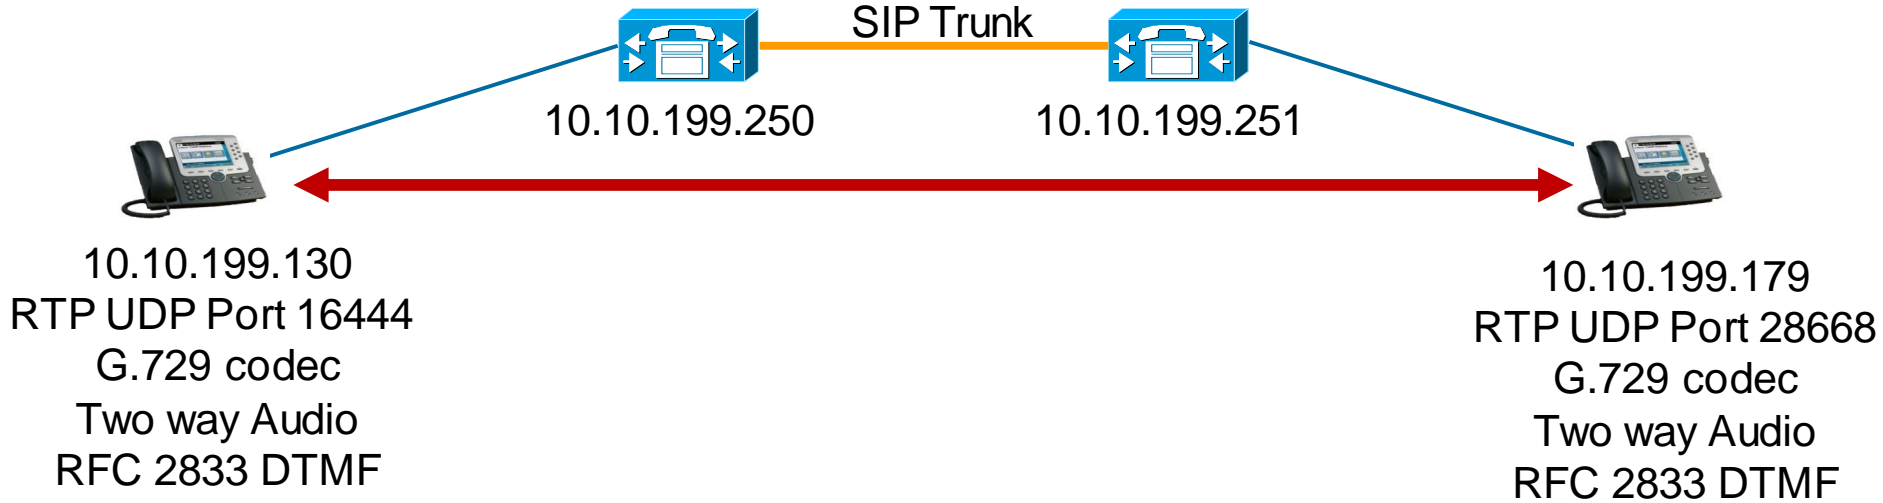 SIP Trunk
10.10.199.250
10.10.199.251
10.10.199.130
RTP UDP Port 16444
G.729 codec
Two way Audio
RFC 2833 DTMF
10.10.199.179
RTP UDP Port 28668
G.729 codec
Two way Audio
RFC 2833 DTMF